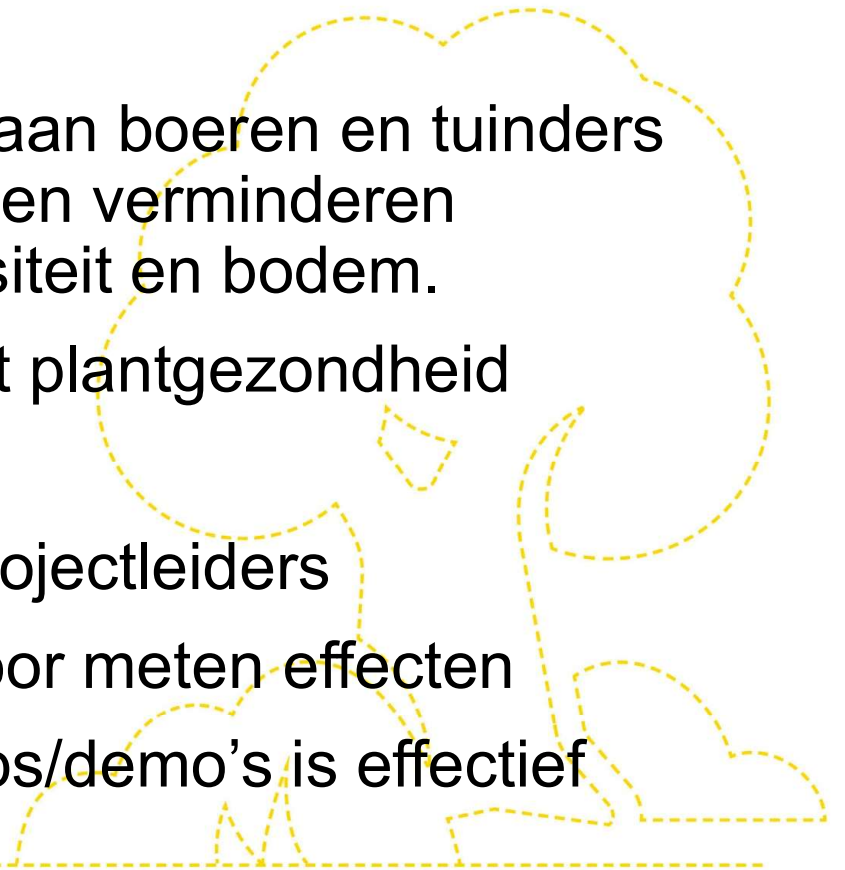 aan boeren en tuinders
en verminderen
siteit en bodem.
t plantgezondheid
ojectleiders
oor meten effecten
os/demo's is effectief